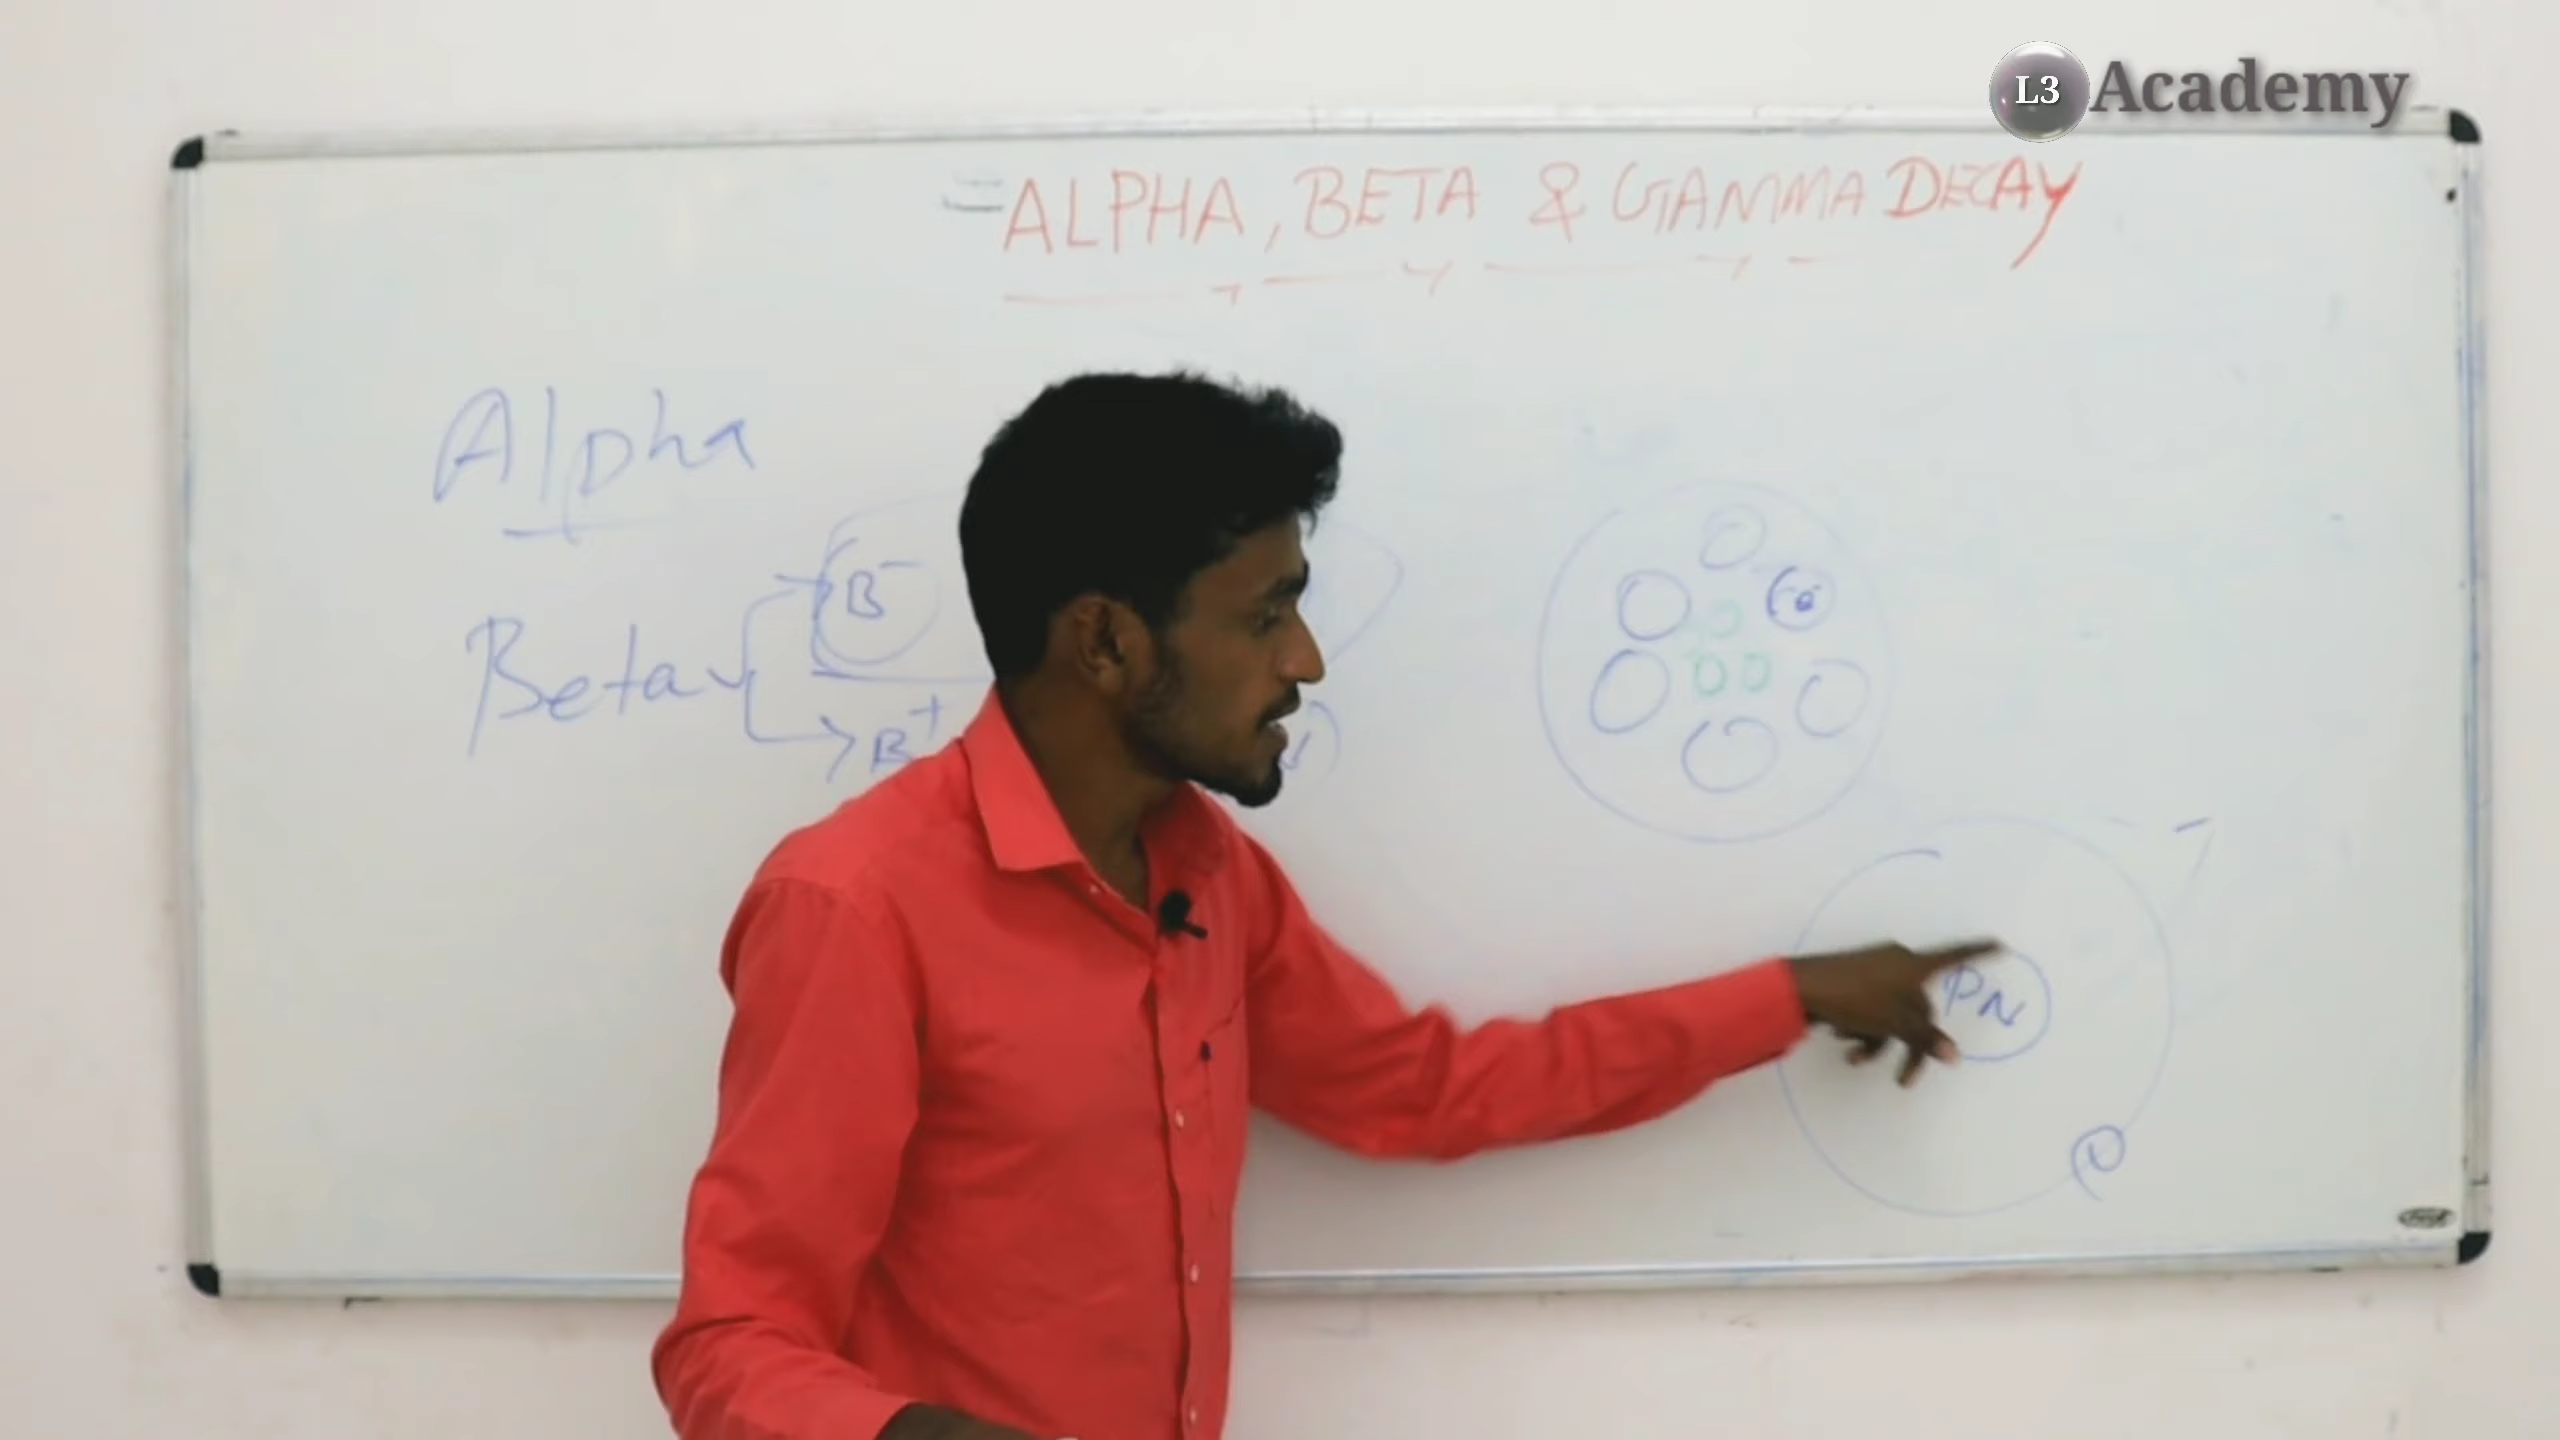 L3 Academy
= ALPHA, BETA & GAMMA DECAY
Alpha
B-
Beta
B+
e-
PN